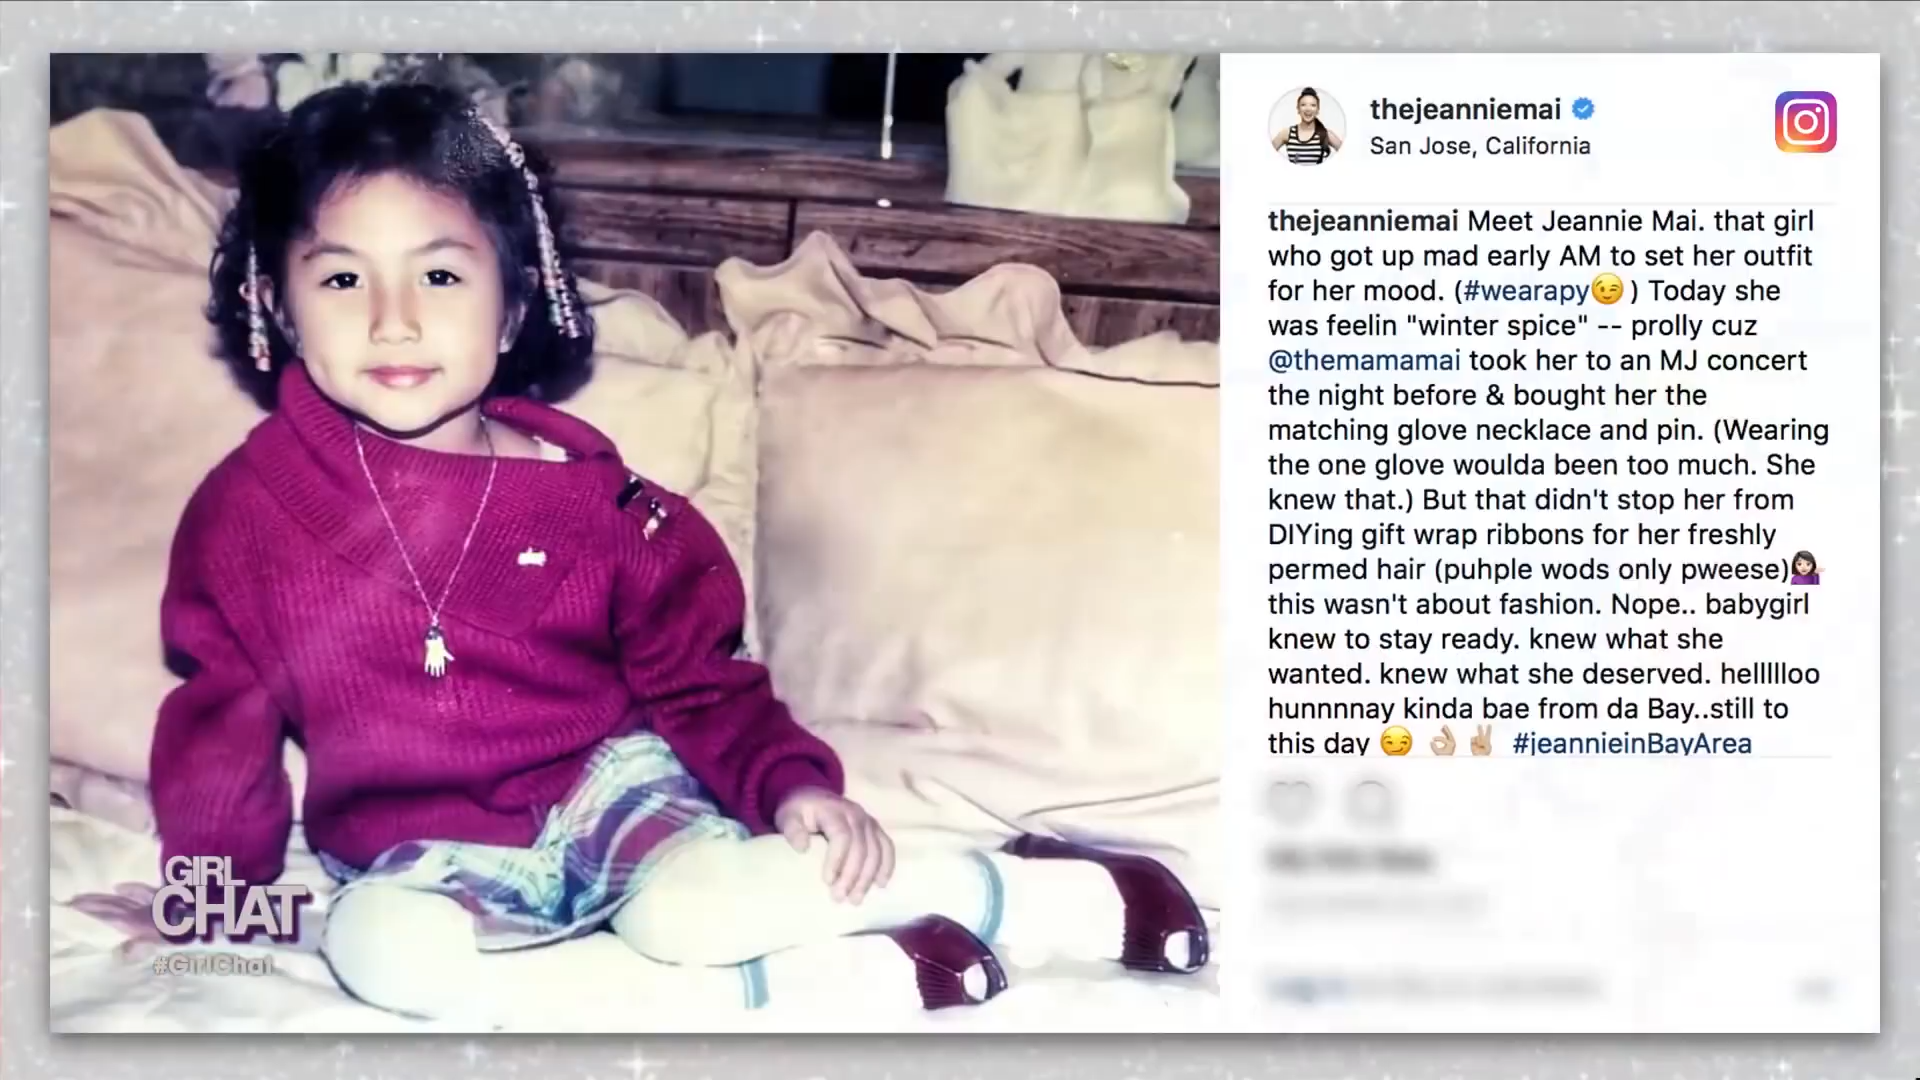 thejeanniemai
San Jose, California
thejeanniemai Meet Jeannie Mai. that girl
who got up mad early AM to set her outfit
for her mood. (#wearapy😉) Today she
was feelin "winter spice" -- prolly cuz
@themamamai took her to an MJ concert
the night before & bought her the
matching glove necklace and pin. (Wearing
the one glove woulda been too much. She
knew that.) But that didn't stop her from
DIYing gift wrap ribbons for her freshly
permed hair (puhple wods only pweese)💁🏻‍♀️
this wasn't about fashion. Nope.. babygirl
knew to stay ready. knew what she
wanted. knew what she deserved. hellllloo
hunnnnay kinda bae from da Bay..still to
this day 😏 👌🏼✌🏼 #jeannieinBayArea
GIRL
CHAT
#GirlChat